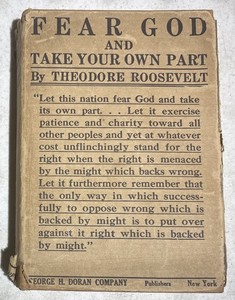 FEAR GOD
AND
TAKE YOUR OWN PART
By THEODORE ROOSEVELT
"Let this nation fear God and take
its own part. . . Let it exercise
patience and charity toward all
other peoples and yet at whatever
cost unflinchingly stand for the
right when the right is menaced
by the might which backs wrong.
Let it furthermore remember that
the only way in which success-
fully to oppose wrong which is
backed by might is to put over
against it right which is backed
by might."
GEORGE H. DORAN COMPANY Publishers New York